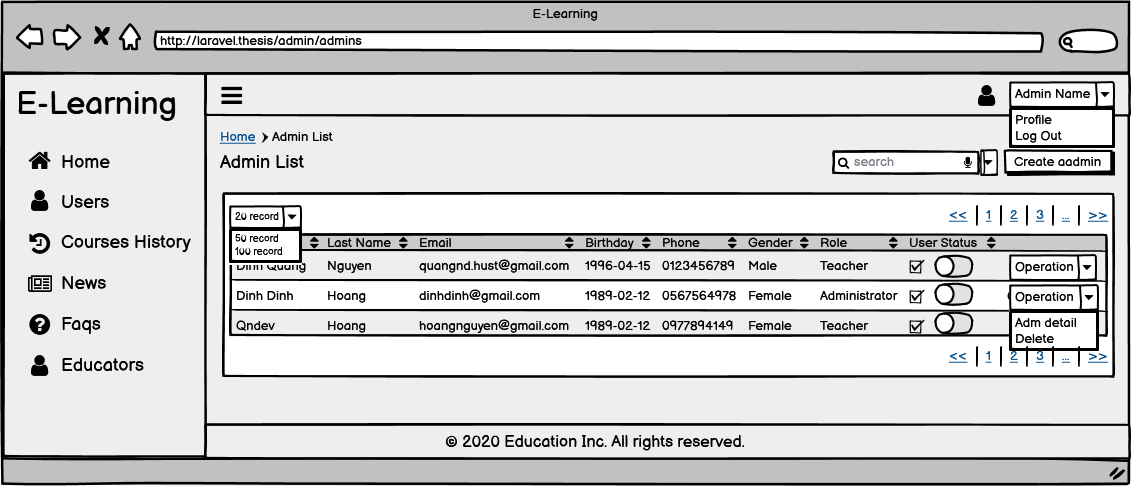 E-Learning
http://laravel.thesis/admin/admins
E-Learning
Admin Name
Profile
Log Out
Home Admin List
Admin List
search
Create aadmin
Home
Users
Courses History
News
Faqs
Educators
20 record
50 record
100 record
<< 1 2 3 ... >>
Last Name Email Birthday Phone Gender Role User Status
Dinh Quang Nguyen quangnd.hust@gmail.com 1996-04-15 0123456789 Male Teacher Operation
Dinh Dinh Hoang dinhdinh@gmail.com 1989-02-12 0567564978 Female Administrator Operation
Qndev Hoang hoangnguyen@gmail.com 1989-02-12 0977894149 Female Teacher
Adm detail
Delete
<< 1 2 3 ... >>
© 2020 Education Inc. All rights reserved.